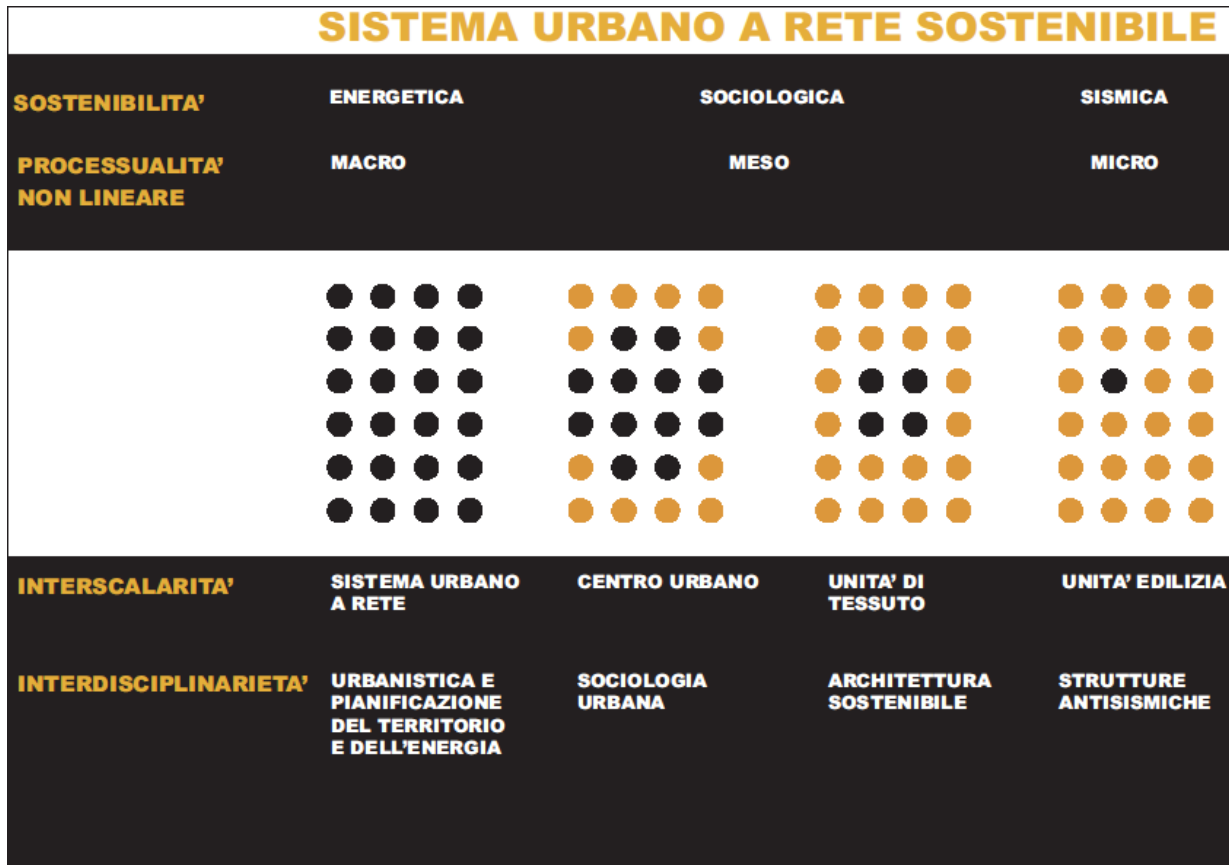 SISTEMA URBANO A RETE SOSTENIBILE
SOSTENIBILITA' ENERGETICA SOCIOLOGICA SISMICA
PROCESSUALITA' MACRO MESO MICRO
NON LINEARE
INTERSCALARITA' SISTEMA URBANO CENTRO URBANO UNITA' DI UNITA' EDILIZIA
A RETE TESSUTO
INTERDISCIPLINARIETA' URBANISTICA E SOCIOLOGIA ARCHITETTURA STRUTTURE
PIANIFICAZIONE URBANA SOSTENIBILE ANTISISMICHE
DEL TERRITORIO
E DELL'ENERGIA